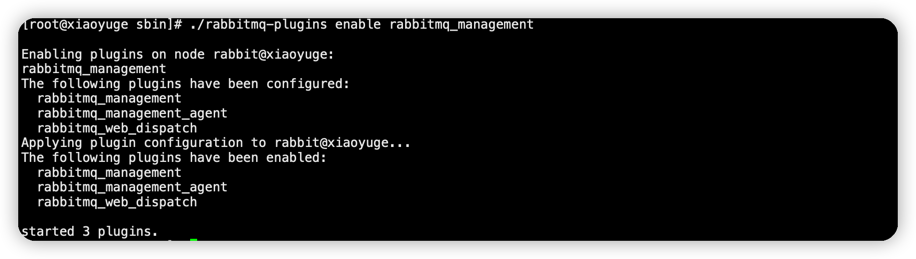 [root@xiaoyuge sbin]# ./rabbitmq-plugins enable rabbitmq_management
Enabling plugins on node rabbit@xiaoyuge:
rabbitmq_management
The following plugins have been configured:
  rabbitmq_management
  rabbitmq_management_agent
  rabbitmq_web_dispatch
Applying plugin configuration to rabbit@xiaoyuge...
The following plugins have been enabled:
  rabbitmq_management
  rabbitmq_management_agent
  rabbitmq_web_dispatch
started 3 plugins.